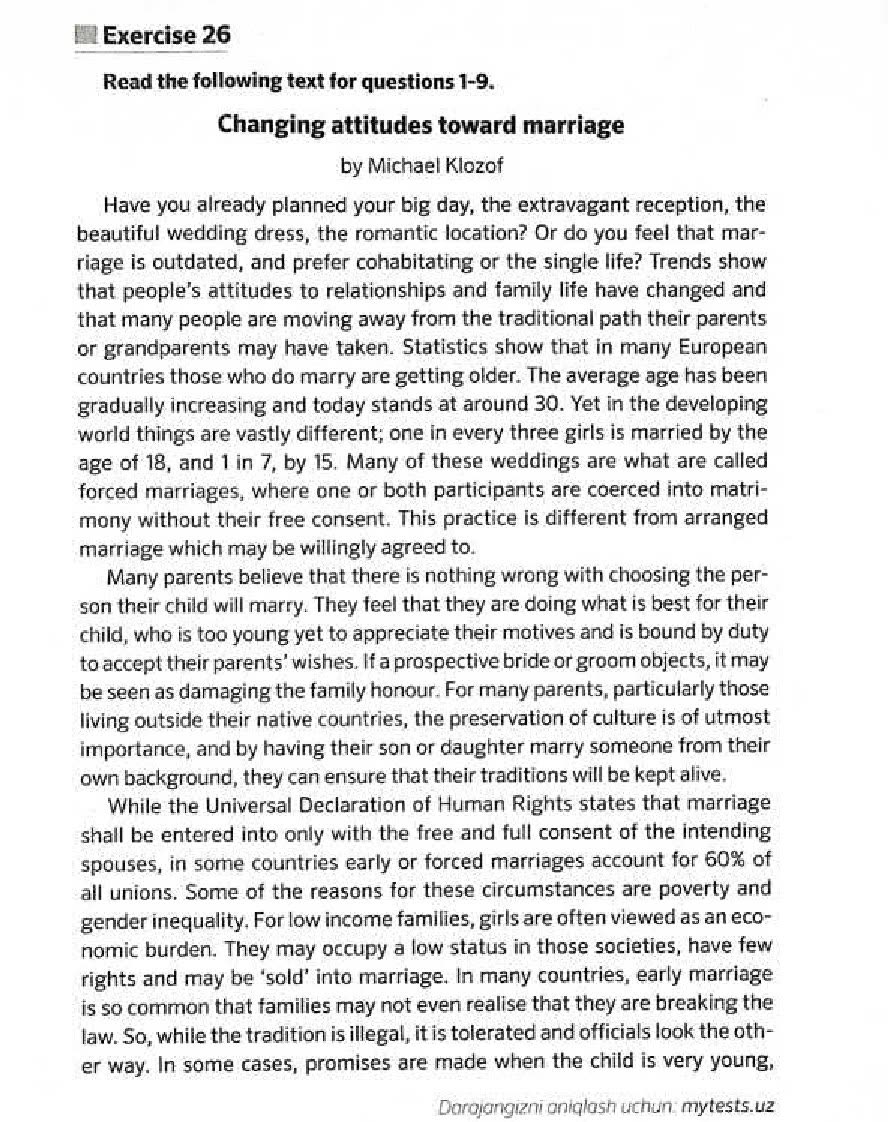 Exercise 26
Read the following text for questions 1-9.
Changing attitudes toward marriage
by Michael Klozof
Have you already planned your big day, the extravagant reception, the
beautiful wedding dress, the romantic location? Or do you feel that mar-
riage is outdated, and prefer cohabitating or the single life? Trends show
that people's attitudes to relationships and family life have changed and
that many people are moving away from the traditional path their parents
or grandparents may have taken. Statistics show that in many European
countries those who do marry are getting older. The average age has been
gradually increasing and today stands at around 30. Yet in the developing
world things are vastly different; one in every three girls is married by the
age of 18, and 1 in 7, by 15. Many of these weddings are what are called
forced marriages, where one or both participants are coerced into matri-
mony without their free consent. This practice is different from arranged
marriage which may be willingly agreed to.
Many parents believe that there is nothing wrong with choosing the per-
son their child will marry. They feel that they are doing what is best for their
child, who is too young yet to appreciate their motives and is bound by duty
to accept their parents' wishes. If a prospective bride or groom objects, it may
be seen as damaging the family honour. For many parents, particularly those
living outside their native countries, the preservation of culture is of utmost
importance, and by having their son or daughter marry someone from their
own background, they can ensure that their traditions will be kept alive.
While the Universal Declaration of Human Rights states that marriage
shall be entered into only with the free and full consent of the intending
spouses, in some countries early or forced marriages account for 60% of
all unions. Some of the reasons for these circumstances are poverty and
gender inequality. For low income families, girls are often viewed as an eco-
nomic burden. They may occupy a low status in those societies, have few
rights and may be 'sold' into marriage. In many countries, early marriage
is so common that families may not even realise that they are breaking the
law. So, while the tradition is illegal, it is tolerated and officials look the oth-
er way. In some cases, promises are made when the child is very young,
Darajangizni aniqlash uchun: mytests.uz